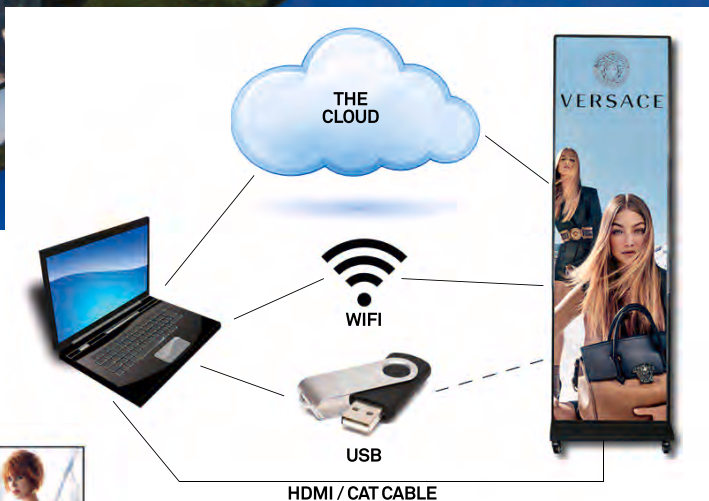 THE
CLOUD
VERSACE
WIFI
USB
HDMI / CAT CABLE